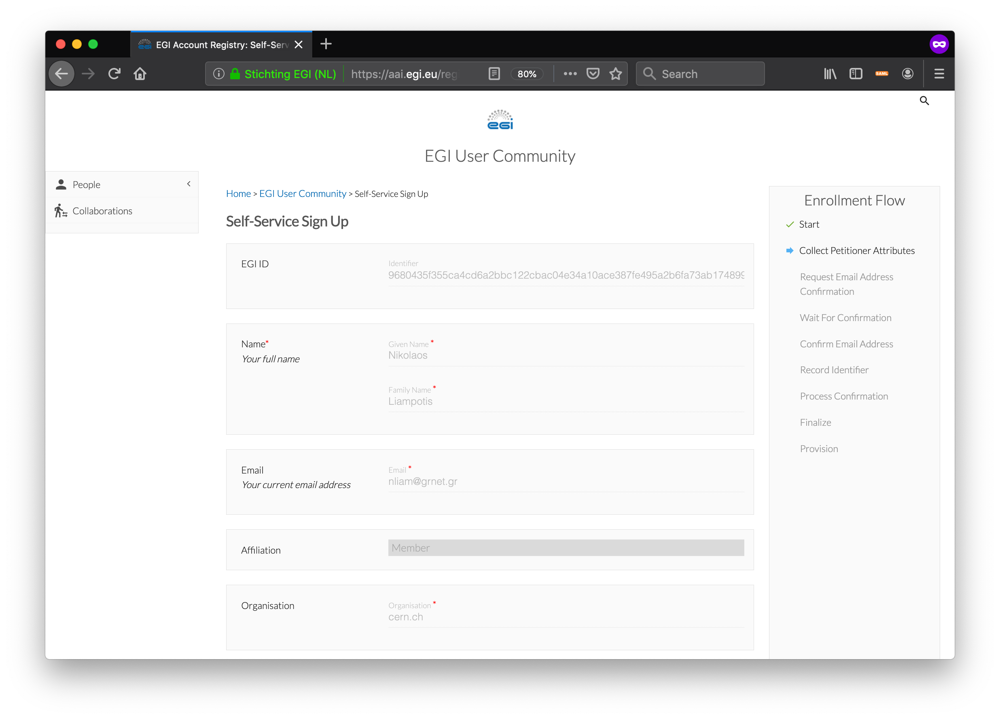 EGI Account Registry: Self-Serv
Stichting EGI (NL) https://aai.egi.eu/reg 80% Search SAML
egi
EGI User Community
People
Collaborations
Home > EGI User Community > Self-Service Sign Up
Self-Service Sign Up
EGI ID
Identifier
9680435f355ca4cd6a2bbc122cbac04e34a10ace387fe495a2b6fa73ab174899
Name*
Your full name
Given Name *
Nikolaos
Family Name *
Liampotis
Email
Your current email address
Email *
nliam@grnet.gr
Affiliation
Member
Organisation
Organisation *
cern.ch
Enrollment Flow
Start
Collect Petitioner Attributes
Request Email Address
Confirmation
Wait For Confirmation
Confirm Email Address
Record Identifier
Process Confirmation
Finalize
Provision